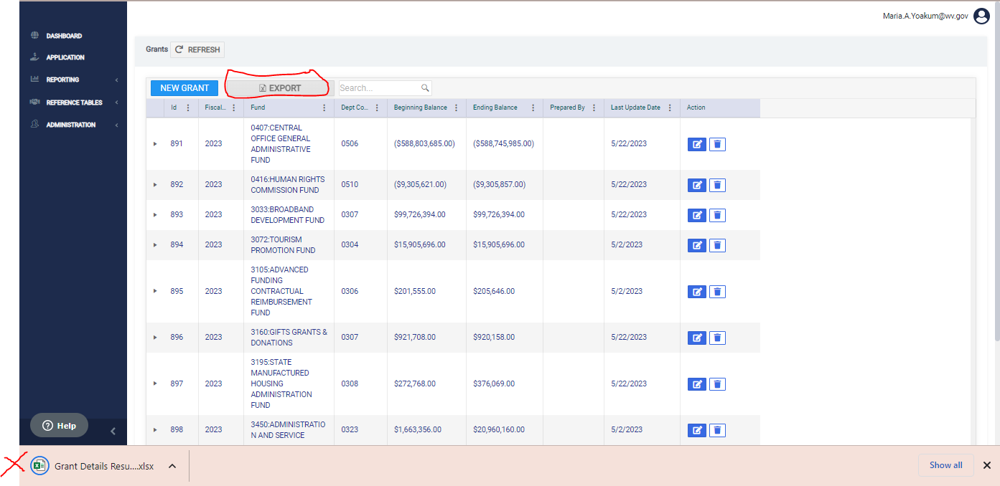 Maria.A.Yoakum@wv.gov
DASHBOARD
APPLICATION
REPORTING
REFERENCE TABLES
ADMINISTRATION
Help
Grants REFRESH
NEW GRANT EXPORT Search...
Id Fiscal... Fund Dept Co... Beginning Balance Ending Balance Prepared By Last Update Date Action
0407:CENTRAL
OFFICE GENERAL
891 2023 ADMINISTRATIVE 0506 ($588,803,685.00) ($588,745,985.00) 5/22/2023
FUND
892 2023 0416:HUMAN RIGHTS 0510 ($9,305,621.00) ($9,305,857.00) 5/22/2023
COMMISSION FUND
893 2023 3033:BROADBAND 0307 $99,726,394.00 $99,726,394.00 5/22/2023
DEVELOPMENT FUND
894 2023 3072:TOURISM 0304 $15,905,696.00 $15,905,696.00 5/2/2023
PROMOTION FUND
3105:ADVANCED
FUNDING
895 2023 CONTRACTUAL 0306 $201,555.00 $205,646.00 5/2/2023
REIMBURSEMENT
FUND
896 2023 3160:GIFTS GRANTS & 0307 $921,708.00 $920,158.00 5/22/2023
DONATIONS
3195:STATE
MANUFACTURED
897 2023 HOUSING 0308 $272,768.00 $376,069.00 5/22/2023
ADMINISTRATION
FUND
898 2023 3450:ADMINISTRATIO 0323 $1,663,356.00 $20,960,160.00 5/2/2023
N AND SERVICE
Grant Details Resu....xlsx Show all